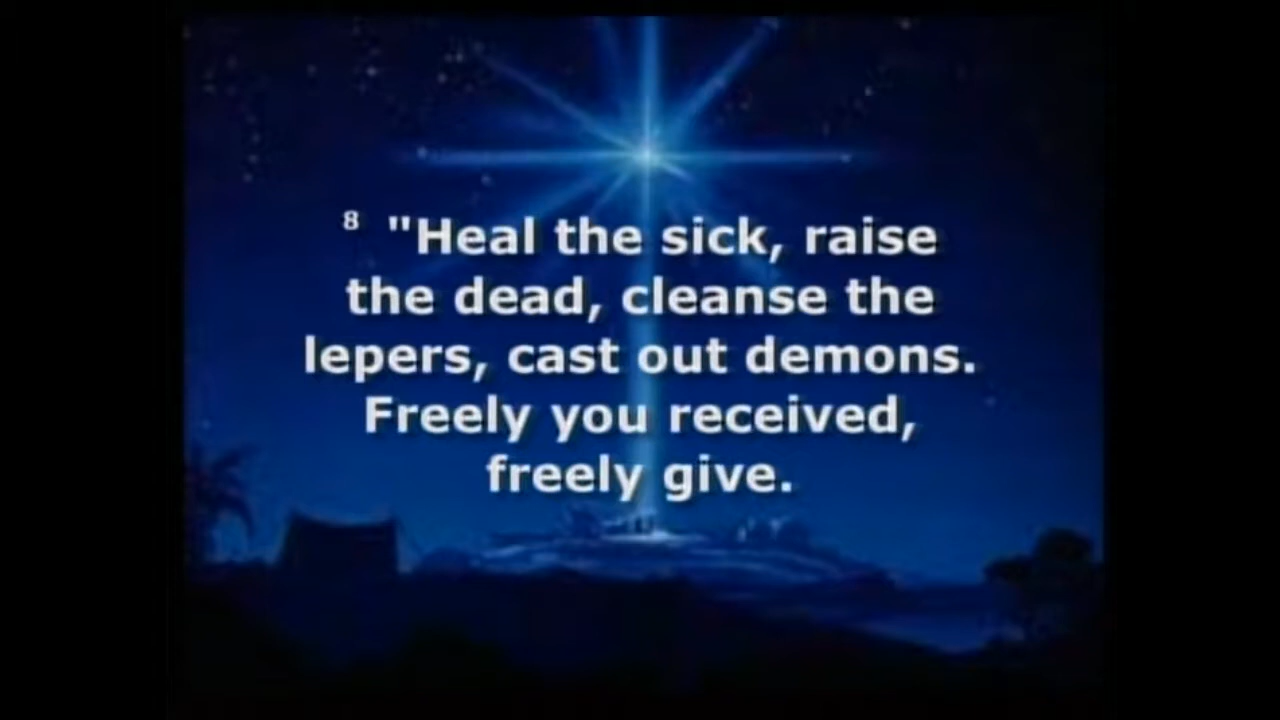 8 "Heal the sick, raise
the dead, cleanse the
lepers, cast out demons.
Freely you received,
freely give.